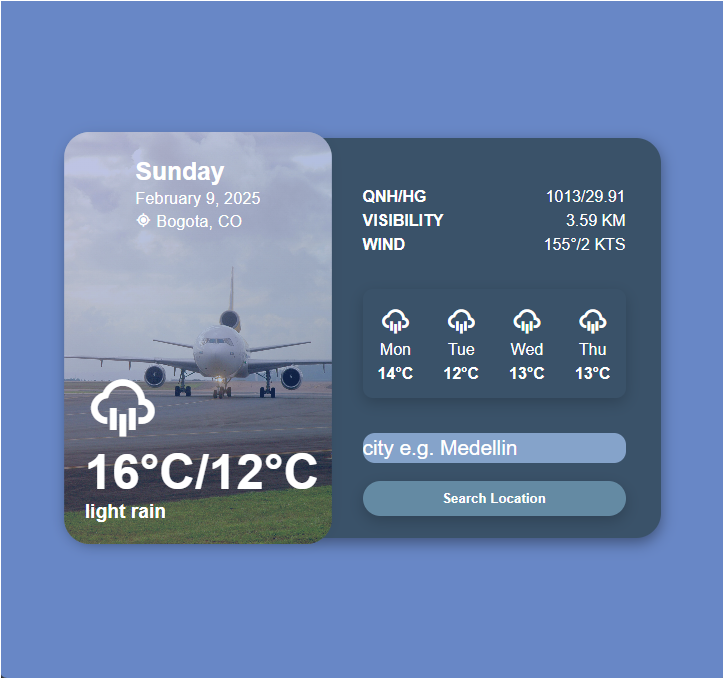 Sunday
February 9, 2025
Bogota, CO
16°C/12°C
light rain
QNH/HG 1013/29.91
VISIBILITY 3.59 KM
WIND 155°/2 KTS
Mon Tue Wed Thu
14°C 12°C 13°C 13°C
city e.g. Medellin
Search Location